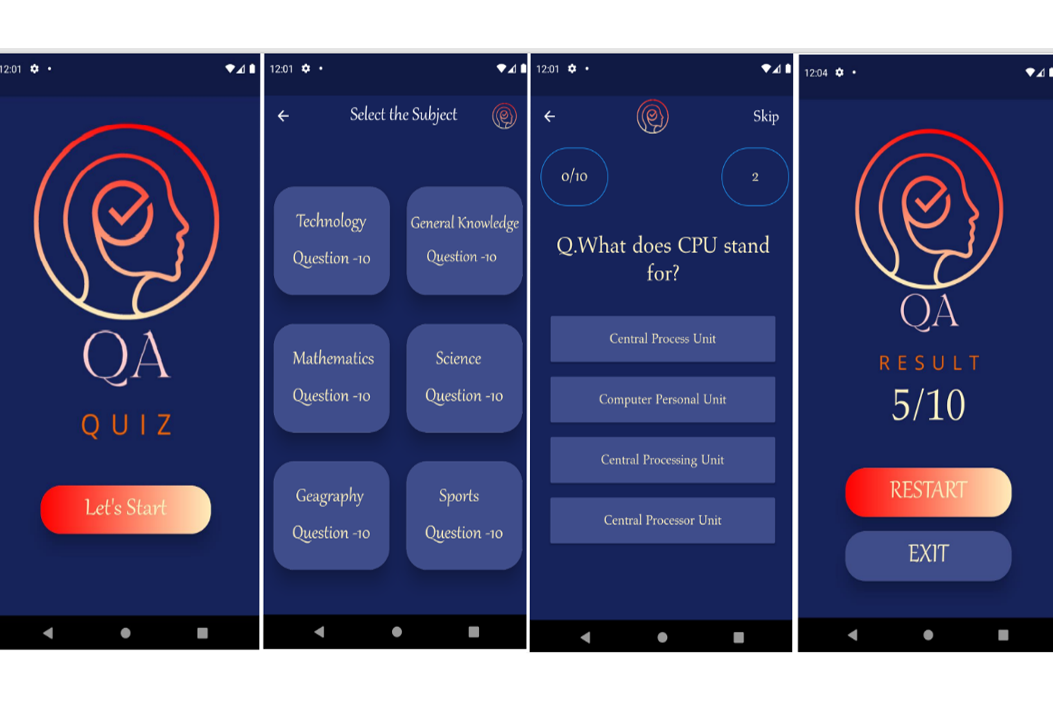 12:01
QA
QUIZ
Let's Start
12:01
Select the Subject
Technology
Question -10
General Knowledge
Question -10
Mathematics
Question -10
Science
Question -10
Geagraphy
Question -10
Sports
Question -10
12:01
Skip
0/10
2
Q.What does CPU stand
for?
Central Process Unit
Computer Personal Unit
Central Processing Unit
Central Processor Unit
12:04
QA
RESULT
5/10
RESTART
EXIT